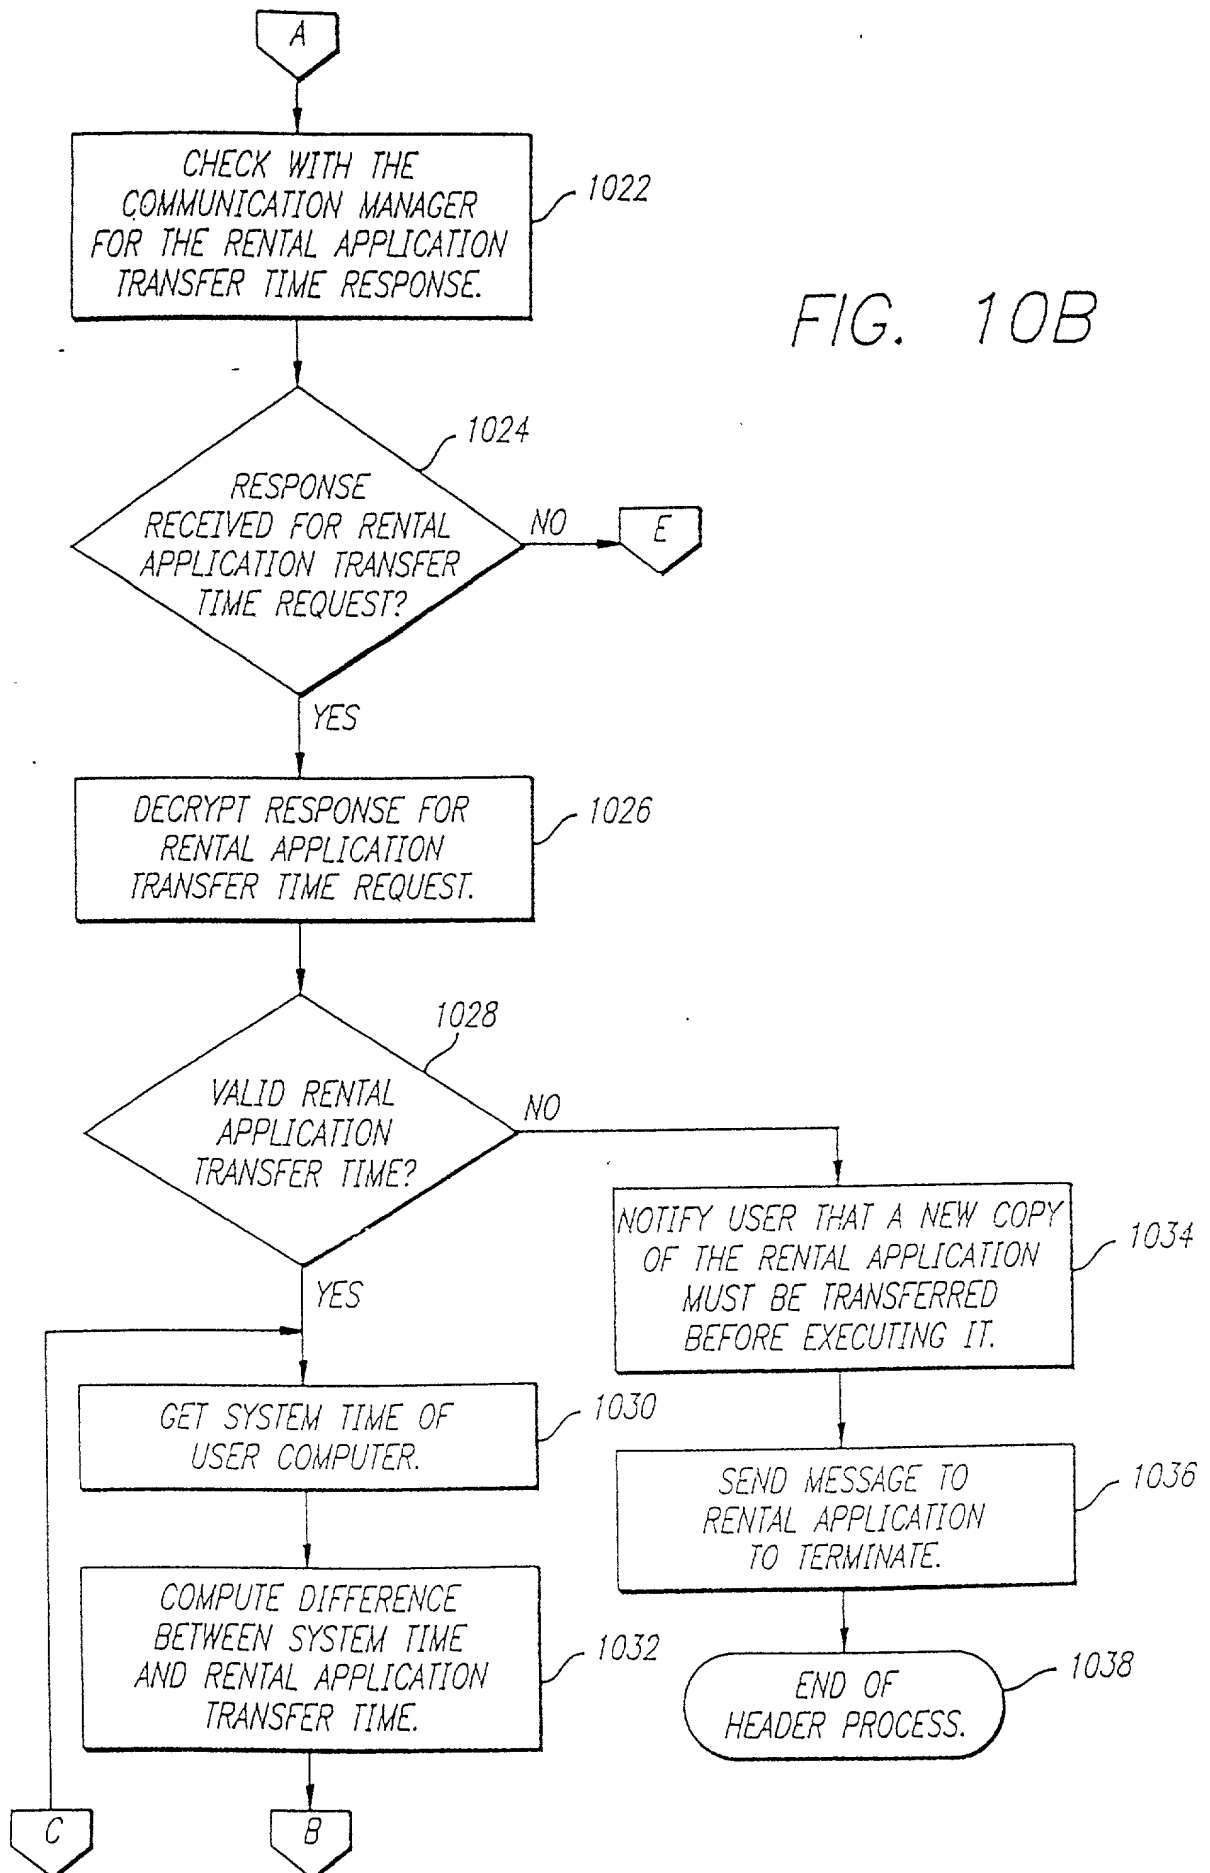 A
CHECK WITH THE
COMMUNICATION MANAGER
FOR THE RENTAL APPLICATION
TRANSFER TIME RESPONSE.
1022
FIG. 10B
1024
RESPONSE
RECEIVED FOR RENTAL
APPLICATION TRANSFER
TIME REQUEST?
NO
E
YES
DECRYPT RESPONSE FOR
RENTAL APPLICATION
TRANSFER TIME REQUEST.
1026
1028
VALID RENTAL
APPLICATION
TRANSFER TIME?
NO
YES
NOTIFY USER THAT A NEW COPY
OF THE RENTAL APPLICATION
MUST BE TRANSFERRED
BEFORE EXECUTING IT.
1034
GET SYSTEM TIME OF
USER COMPUTER.
1030
SEND MESSAGE TO
RENTAL APPLICATION
TO TERMINATE.
1036
COMPUTE DIFFERENCE
BETWEEN SYSTEM TIME
AND RENTAL APPLICATION
TRANSFER TIME.
1032
END OF
HEADER PROCESS.
1038
C
B